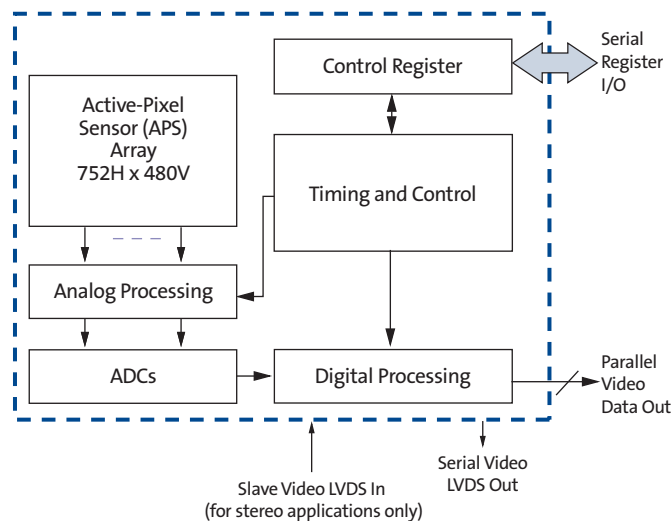 Control Register
Serial
Register
I/O
Active-Pixel
Sensor (APS)
Array
752H x 480V
Timing and Control
Analog Processing
ADCs
Digital Processing
Parallel
Video
Data Out
Slave Video LVDS In
(for stereo applications only)
Serial Video
LVDS Out